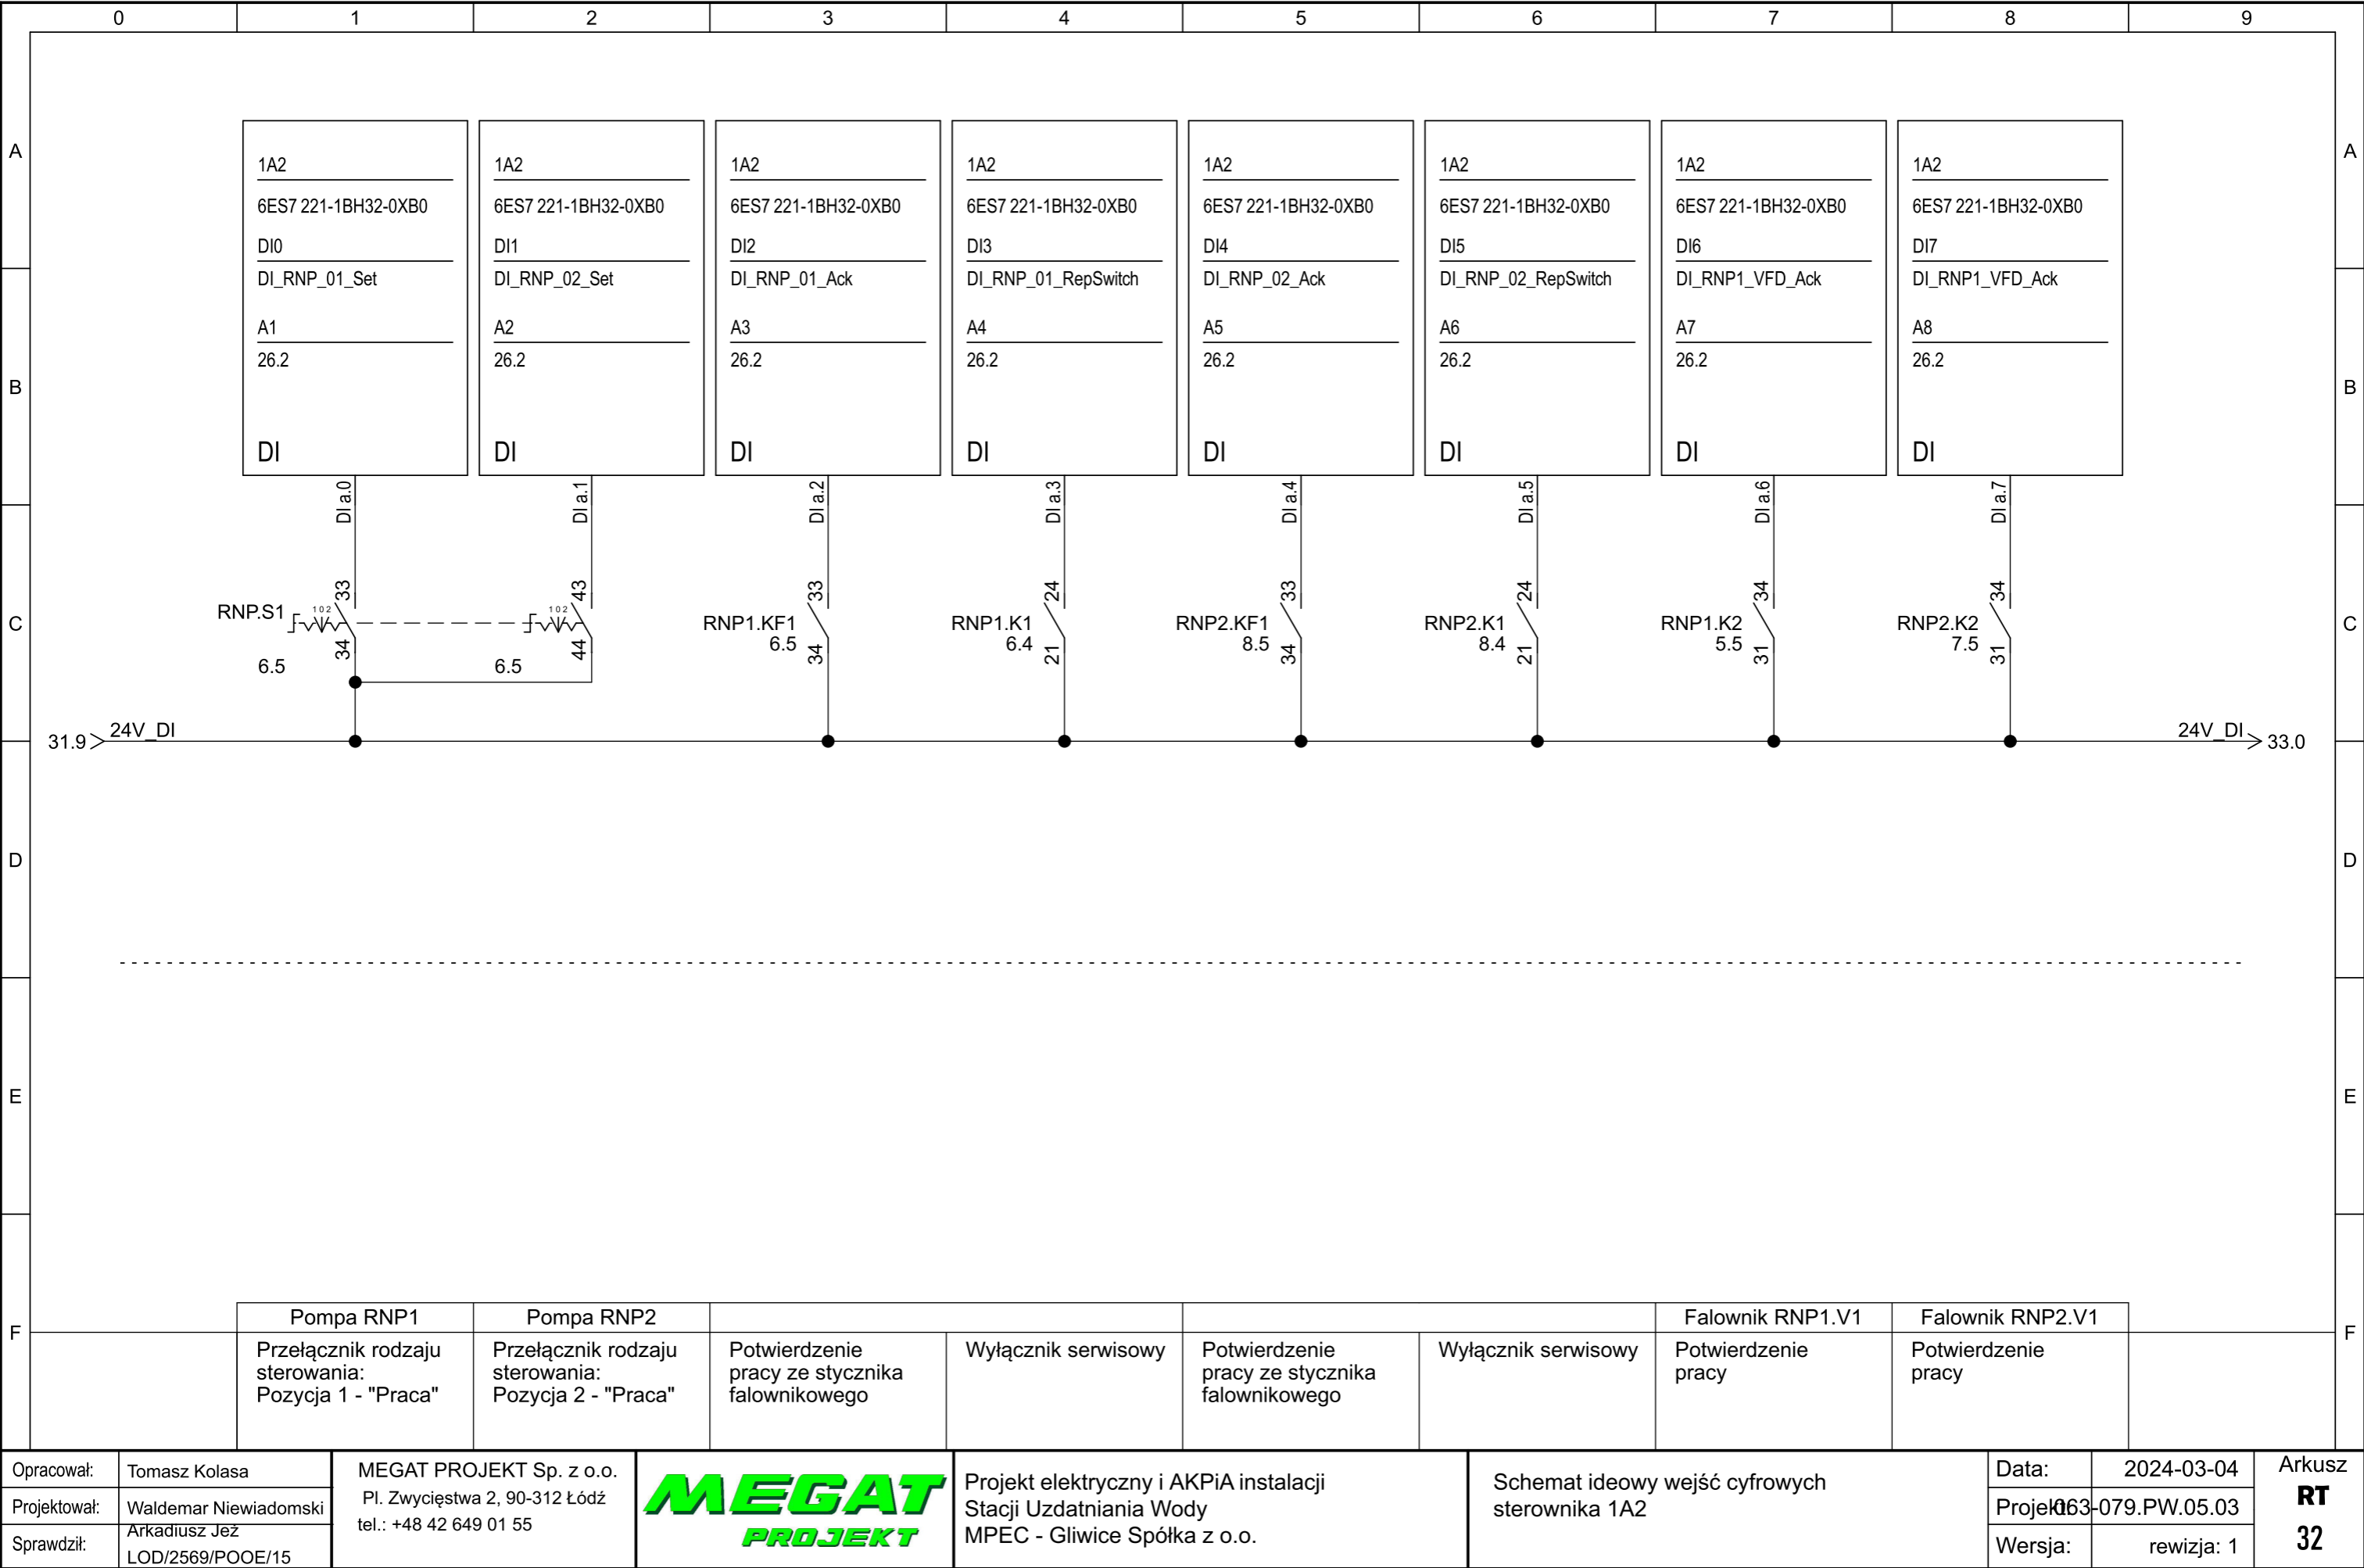 0 1 2 3 4 5 6 7 8 9
A A
1A2 1A2 1A2 1A2 1A2 1A2 1A2 1A2
6ES7 221-1BH32-0XB0 6ES7 221-1BH32-0XB0 6ES7 221-1BH32-0XB0 6ES7 221-1BH32-0XB0 6ES7 221-1BH32-0XB0 6ES7 221-1BH32-0XB0 6ES7 221-1BH32-0XB0 6ES7 221-1BH32-0XB0
DI0 DI1 DI2 DI3 DI4 DI5 DI6 DI7
DI_RNP_01_Set DI_RNP_02_Set DI_RNP_01_Ack DI_RNP_01_RepSwitch DI_RNP_02_Ack DI_RNP_02_RepSwitch DI_RNP1_VFD_Ack DI_RNP1_VFD_Ack
A1 A2 A3 A4 A5 A6 A7 A8
26.2 26.2 26.2 26.2 26.2 26.2 26.2 26.2
B B
DI DI DI DI DI DI DI DI
DI a.0 DI a.1 DI a.2 DI a.3 DI a.4 DI a.5 DI a.6 DI a.7
33 43 33 24 33 24 34 34
C RNP.S1 1 0 2 1 0 2 RNP1.KF1 RNP1.K1 RNP2.KF1 RNP2.K1 RNP1.K2 RNP2.K2 C
6.5 6.4 8.5 8.4 5.5 7.5
34 44 34 21 34 21 31 31
6.5 6.5
31.9 24V_DI 24V_DI 33.0
D D
E E
Pompa RNP1 Pompa RNP2 Falownik RNP1.V1 Falownik RNP2.V1
F F
Przełącznik rodzaju
sterowania:
Pozycja 1 - "Praca"
Przełącznik rodzaju
sterowania:
Pozycja 2 - "Praca"
Potwierdzenie
pracy ze stycznika
falownikowego
Wyłącznik serwisowy
Potwierdzenie
pracy ze stycznika
falownikowego
Wyłącznik serwisowy
Potwierdzenie
pracy
Potwierdzenie
pracy
Opracował: Tomasz Kolasa
Projektował: Waldemar Niewiadomski
Sprawdził: Arkadiusz Jeż
LOD/2569/POOE/15
MEGAT PROJEKT Sp. z o.o.
Pl. Zwycięstwa 2, 90-312 Łódź
tel.: +48 42 649 01 55
MEGAT
PROJEKT
Projekt elektryczny i AKPiA instalacji
Stacji Uzdatniania Wody
MPEC - Gliwice Spółka z o.o.
Schemat ideowy wejść cyfrowych
sterownika 1A2
Data: 2024-03-04
Projekt: 063-079.PW.05.03
Wersja: rewizja: 1
Arkusz
RT
32